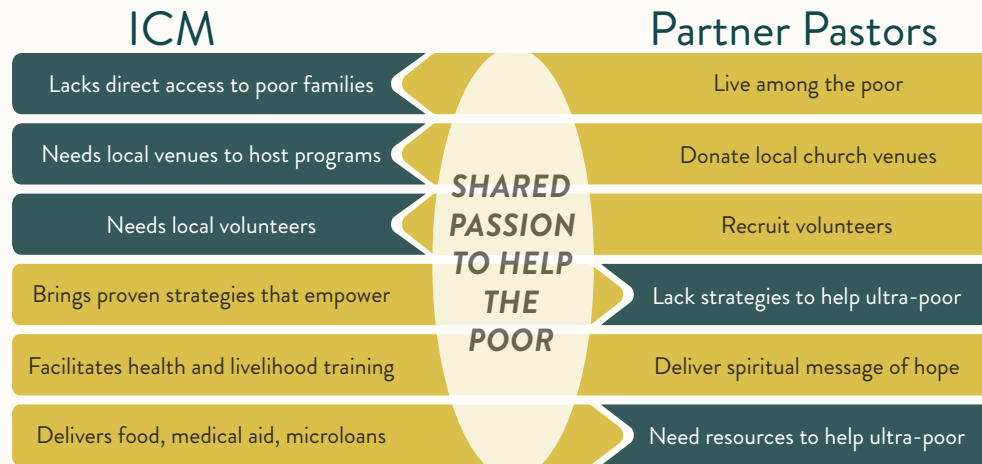 ICM
Partner Pastors
Lacks direct access to poor families
Live among the poor
Needs local venues to host programs
Donate local church venues
Needs local volunteers
Recruit volunteers
SHARED
PASSION
TO HELP
THE
POOR
Brings proven strategies that empower
Lack strategies to help ultra-poor
Facilitates health and livelihood training
Deliver spiritual message of hope
Delivers food, medical aid, microloans
Need resources to help ultra-poor